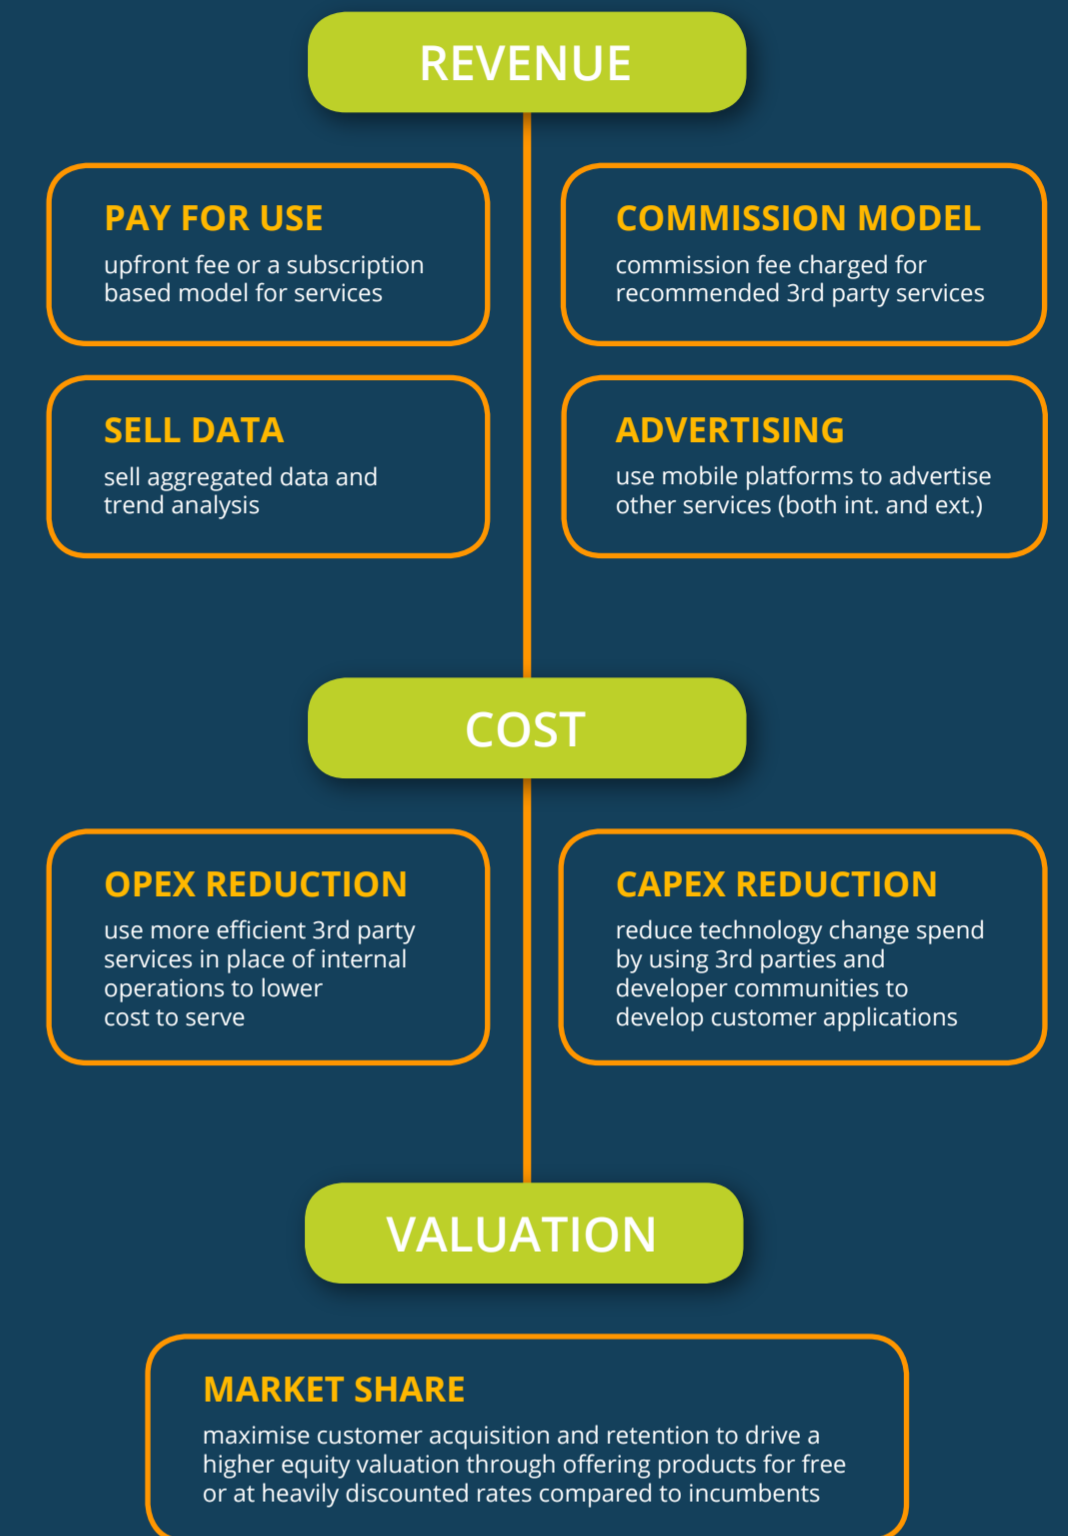 REVENUE
PAY FOR USE
upfront fee or a subscription
based model for services
COMMISSION MODEL
commission fee charged for
recommended 3rd party services
SELL DATA
sell aggregated data and
trend analysis
ADVERTISING
use mobile platforms to advertise
other services (both int. and ext.)
COST
OPEX REDUCTION
use more efficient 3rd party
services in place of internal
operations to lower
cost to serve
CAPEX REDUCTION
reduce technology change spend
by using 3rd parties and
developer communities to
develop customer applications
VALUATION
MARKET SHARE
maximise customer acquisition and retention to drive a
higher equity valuation through offering products for free
or at heavily discounted rates compared to incumbents